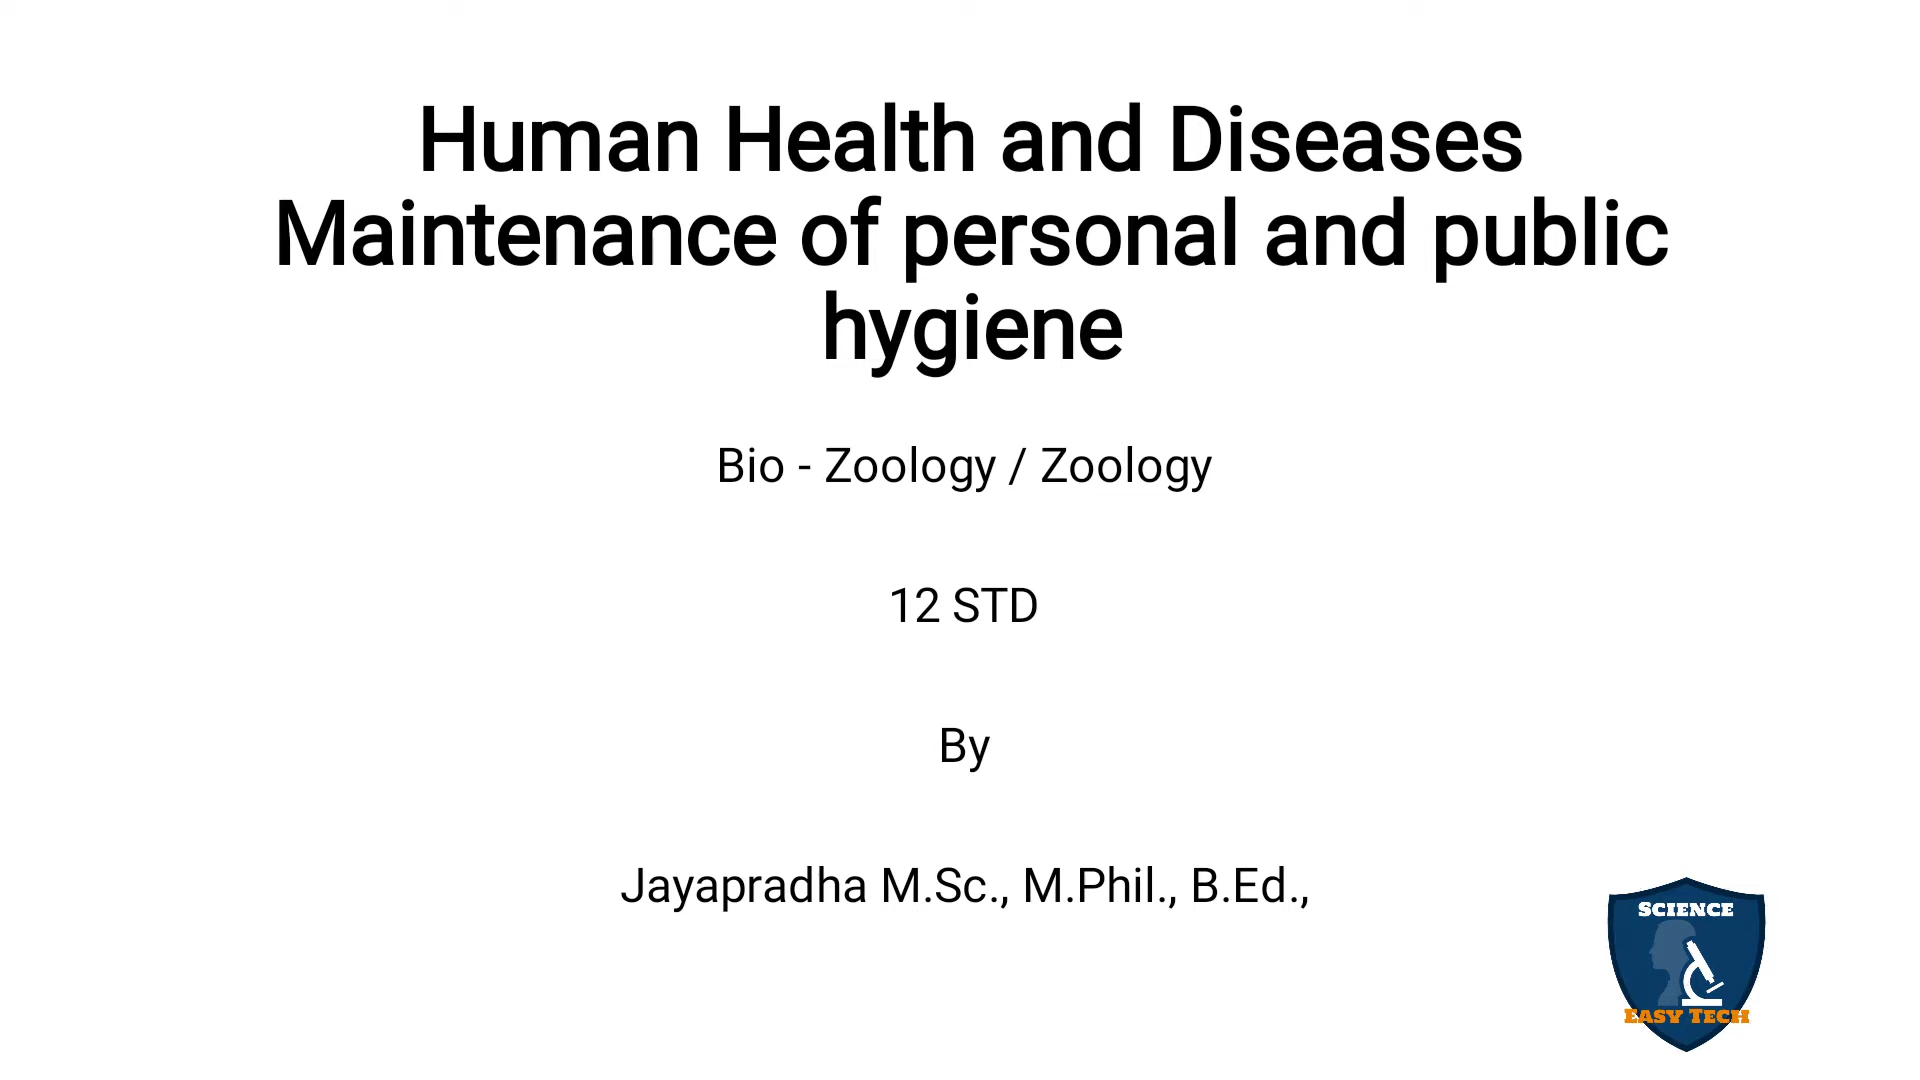 Human Health and Diseases
Maintenance of personal and public
hygiene
Bio - Zoology / Zoology
12 STD
By
Jayapradha M.Sc., M.Phil., B.Ed.,
SCIENCE
EASY TECH